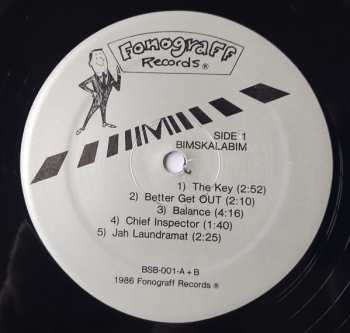 Fonograff
Records®
SIDE 1
BIMSKALABIM
1) The Key (2:52)
2) Better Get OUT (2:10)
3) Balance (4:16)
4) Chief Inspector (1:40)
5) Jah Laundramat (2:25)
BSB-001-A + B
1986 Fonograff Records ®